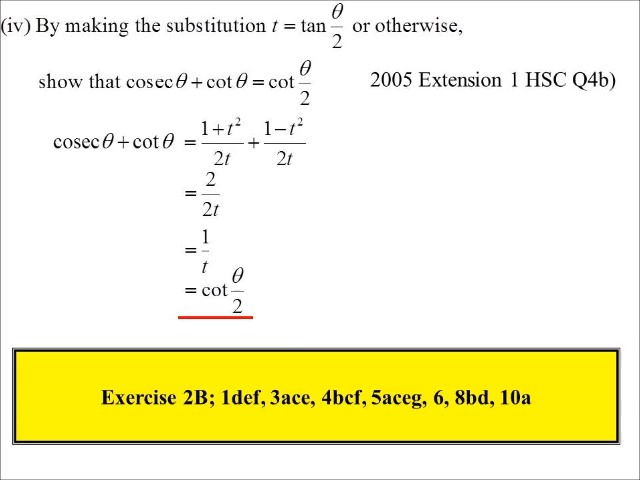 (iv) By making the substitution t = tan θ/2 or otherwise,
show that cosecθ + cotθ = cot θ/2 2005 Extension 1 HSC Q4b)
cosecθ + cotθ = (1+t²)/2t + (1−t²)/2t
= 2/2t
= 1/t
= cot θ/2
Exercise 2B; 1def, 3ace, 4bcf, 5aceg, 6, 8bd, 10a